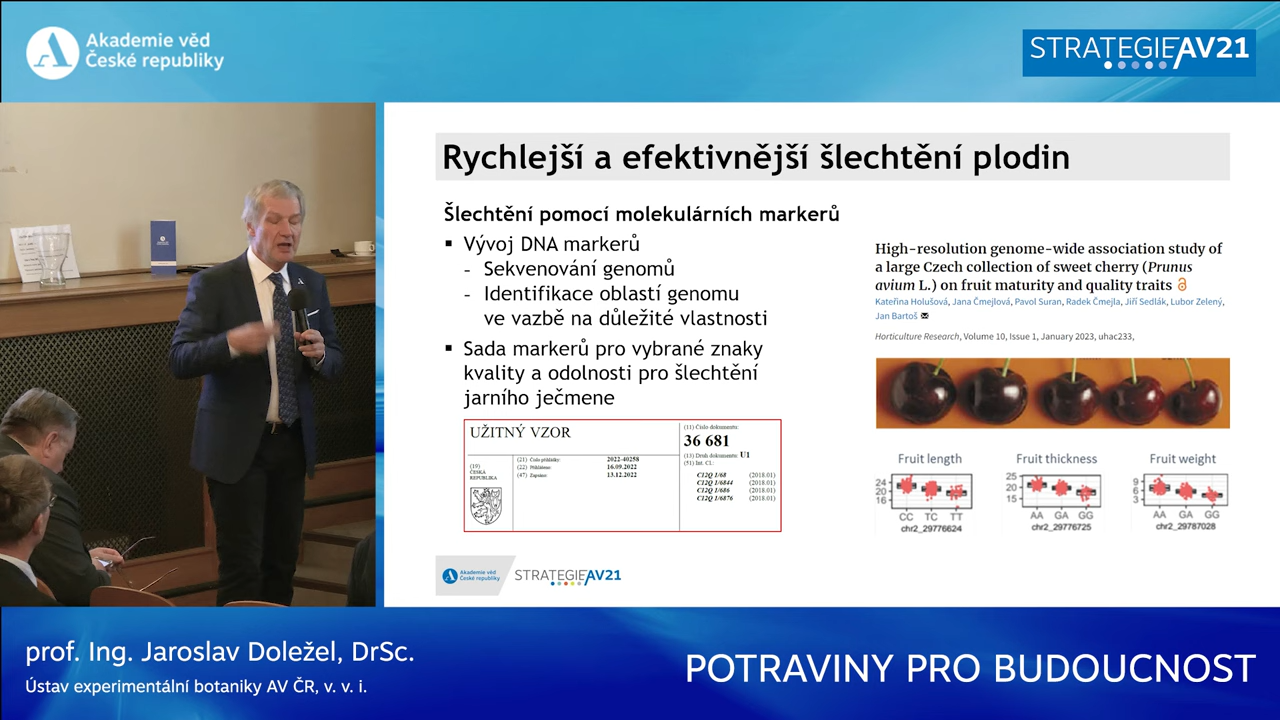 Akademie věd
České republiky
STRATEGIE AV21
Rychlejší a efektivnější šlechtění plodin
Šlechtění pomocí molekulárních markerů
▪ Vývoj DNA markerů
- Sekvenování genomů
- Identifikace oblastí genomu
ve vazbě na důležité vlastnosti
▪ Sada markerů pro vybrané znaky
kvality a odolnosti pro šlechtění
jarního ječmene
UŽITNÝ VZOR
(19)
ČESKÁ
REPUBLIKA
(21) Číslo přihlášky: 2022-40258
(22) Přihlášeno: 16.09.2022
(47) Zapsáno: 13.12.2022
(11) Číslo dokumentu:
36 681
(13) Druh dokumentu: U1
(51) Int. Cl.:
C12Q 1/68 (2018.01)
C12Q 1/6844 (2018.01)
C12Q 1/686 (2018.01)
C12Q 1/6876 (2018.01)
High-resolution genome-wide association study of
a large Czech collection of sweet cherry (Prunus
avium L.) on fruit maturity and quality traits
Kateřina Holušová, Jana Čmejlová, Pavol Suran, Radek Čmejla, Jiří Sedlák, Lubor Zelený,
Jan Bartoš
Horticulture Research, Volume 10, Issue 1, January 2023, uhac233,
Fruit length
24
20
16
CC TC TT
chr2_29776624
Fruit thickness
25
20
15
AA GA GG
chr2_29776725
Fruit weight
9
6
3
AA GA GG
chr2_29787028
Akademie věd
České republiky
STRATEGIE AV21
prof. Ing. Jaroslav Doležel, DrSc.
Ústav experimentální botaniky AV ČR, v. v. i.
POTRAVINY PRO BUDOUCNOST